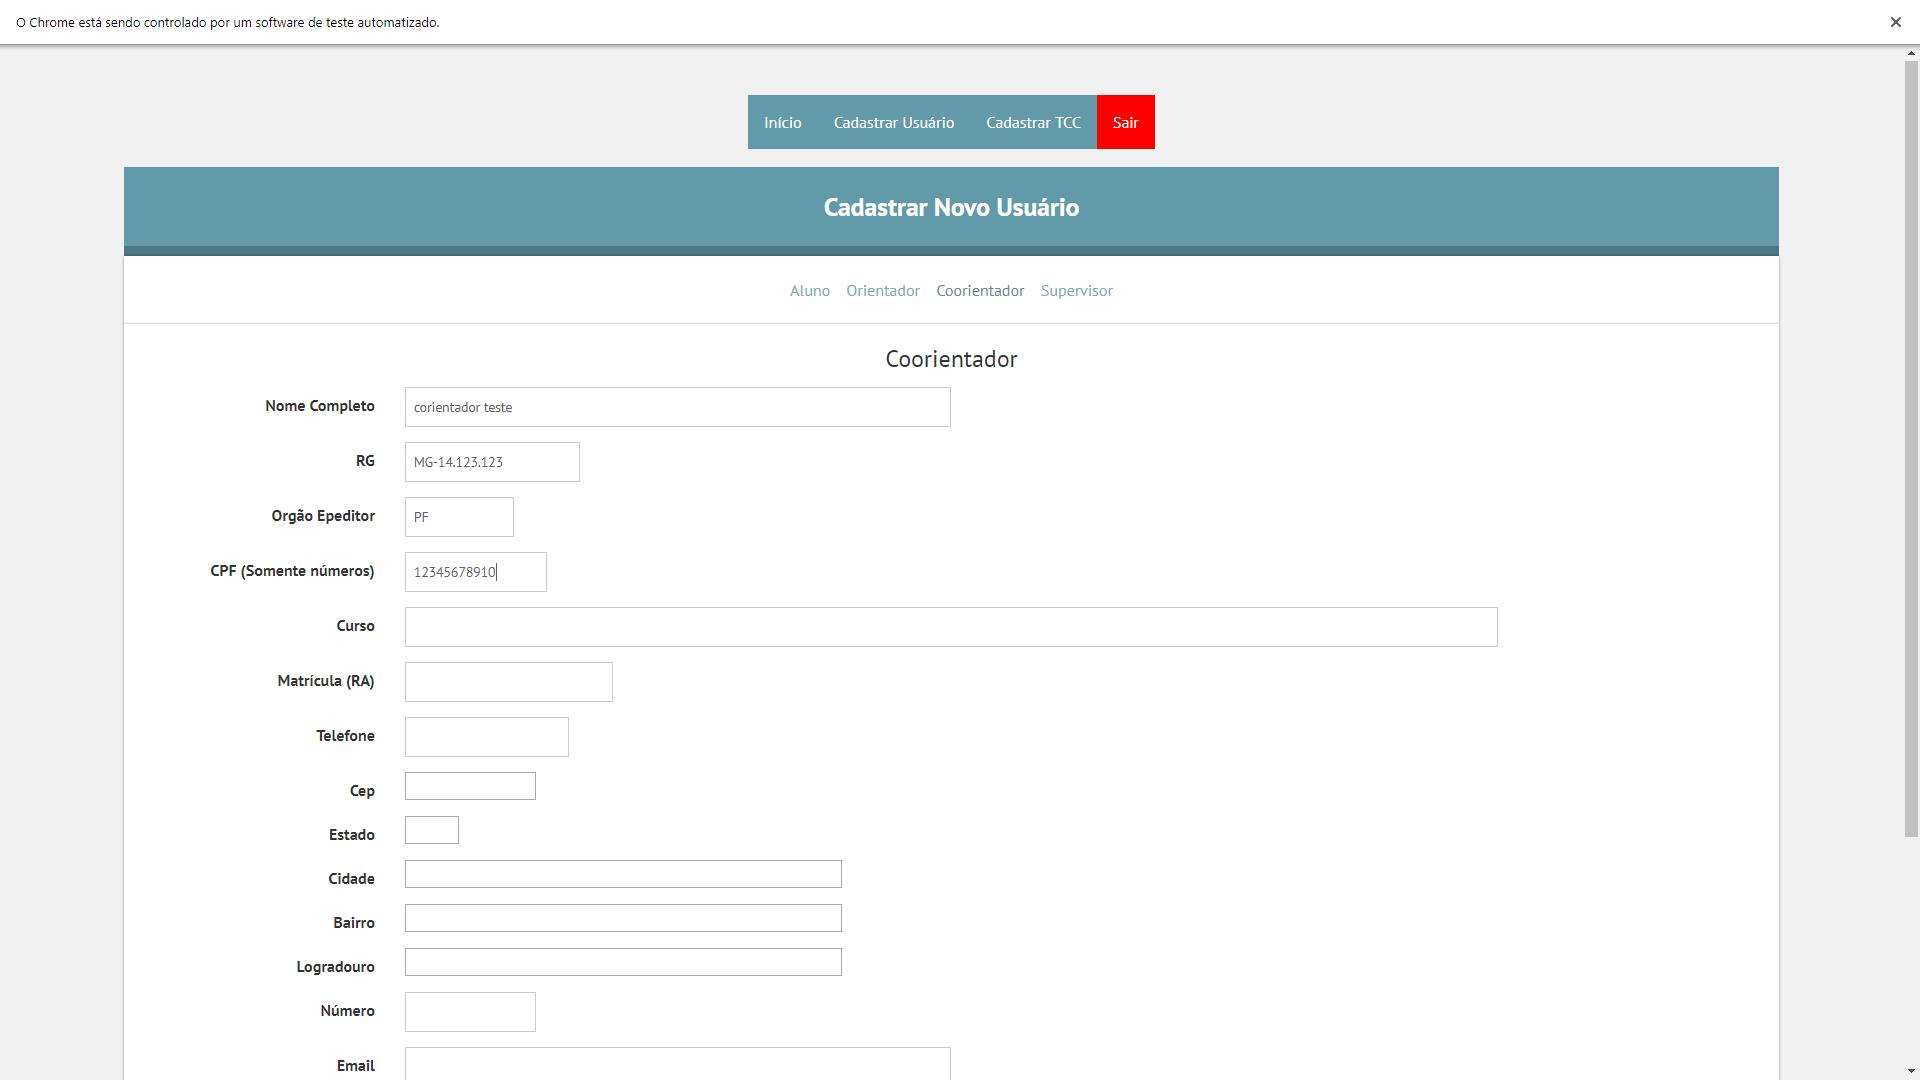 O Chrome está sendo controlado por um software de teste automatizado.
Início Cadastrar Usuário Cadastrar TCC Sair
Cadastrar Novo Usuário
Aluno Orientador Coorientador Supervisor
Coorientador
Nome Completo corientador teste
RG MG-14.123.123
Orgão Epeditor PF
CPF (Somente números) 12345678910
Curso
Matrícula (RA)
Telefone
Cep
Estado
Cidade
Bairro
Logradouro
Número
Email